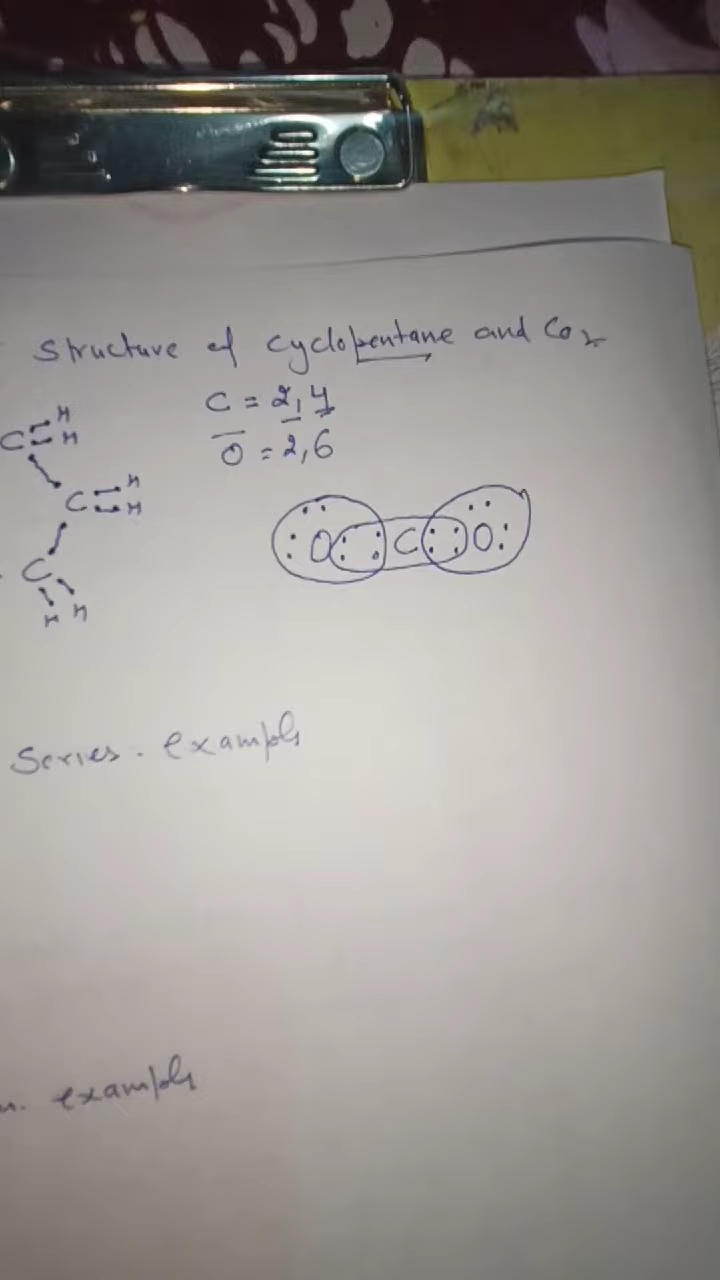 Structure of Cyclopentane and Co₂
C = 2,4
O = 2,6
C H H
C H H
C H H
O C O
Series. example
example